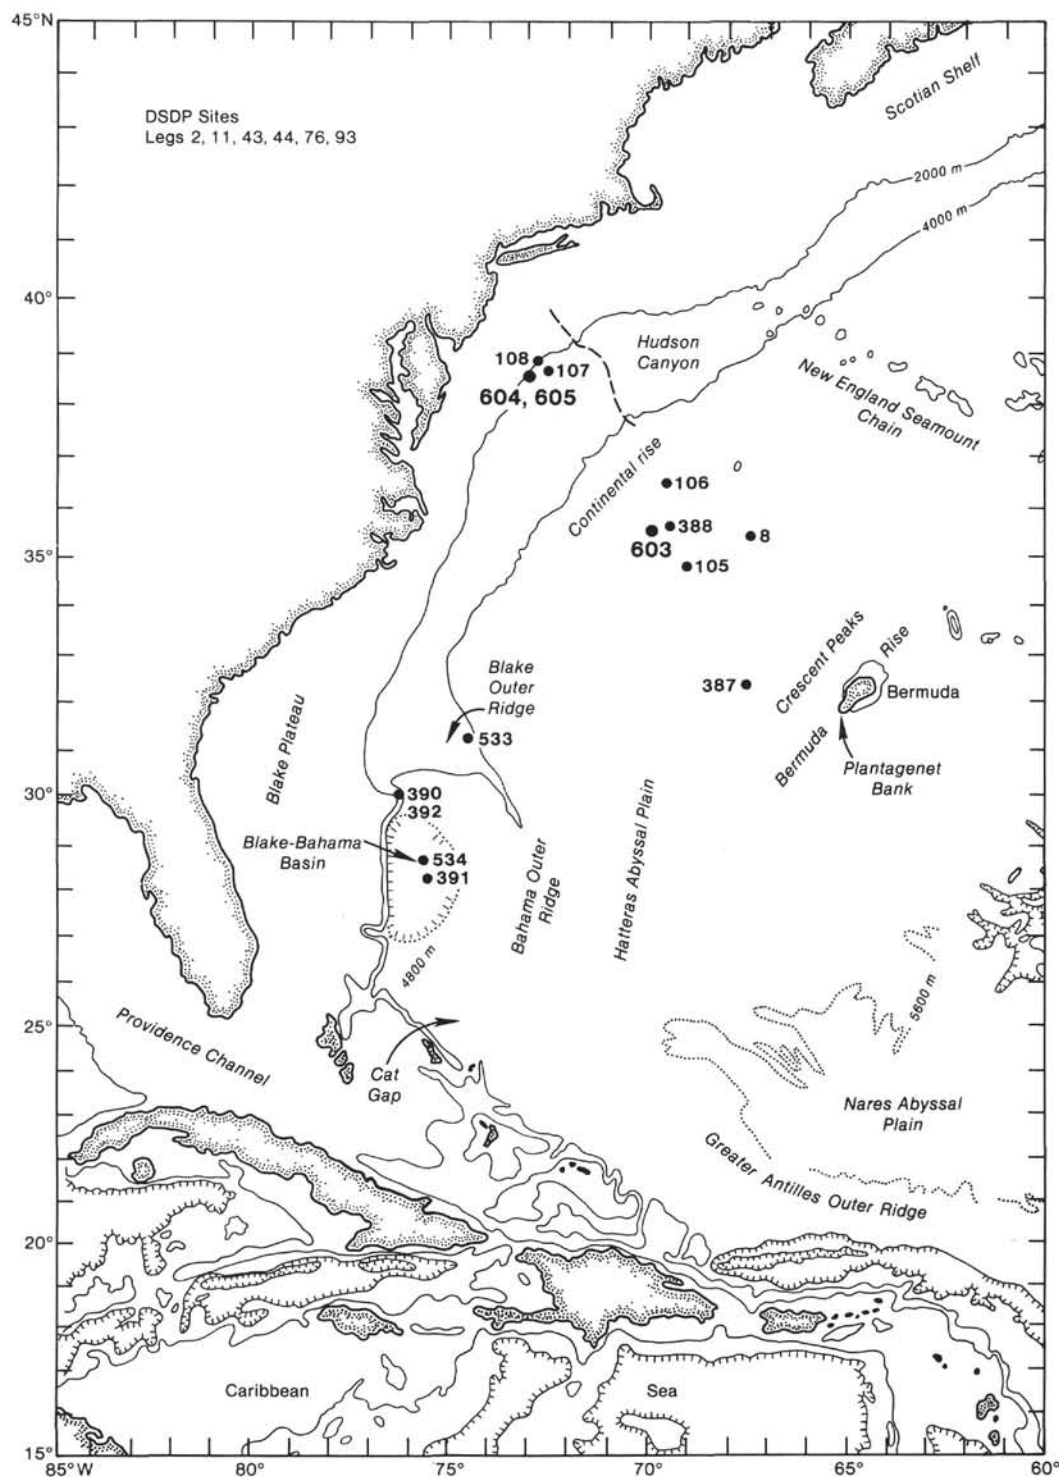 45°N
DSDP Sites
Legs 2, 11, 43, 44, 76, 93
Scotian Shelf
2000 m
4000 m
40°
Hudson
Canyon
108
107
604, 605
New England Seamount
Chain
Continental rise
106
388
603
8
105
35°
Crescent Peaks
Bermuda Rise
Bermuda
387
Plantagenet
Bank
Blake
Outer
Ridge
533
Blake Plateau
30°
390
392
Blake-Bahama
Basin
534
391
Bahama Outer
Ridge
Hatteras Abyssal Plain
4800 m
5600 m
25°
Providence Channel
Cat
Gap
Nares Abyssal
Plain
Greater Antilles Outer Ridge
20°
Caribbean Sea
15°
85°W 80° 75° 70° 65° 60°